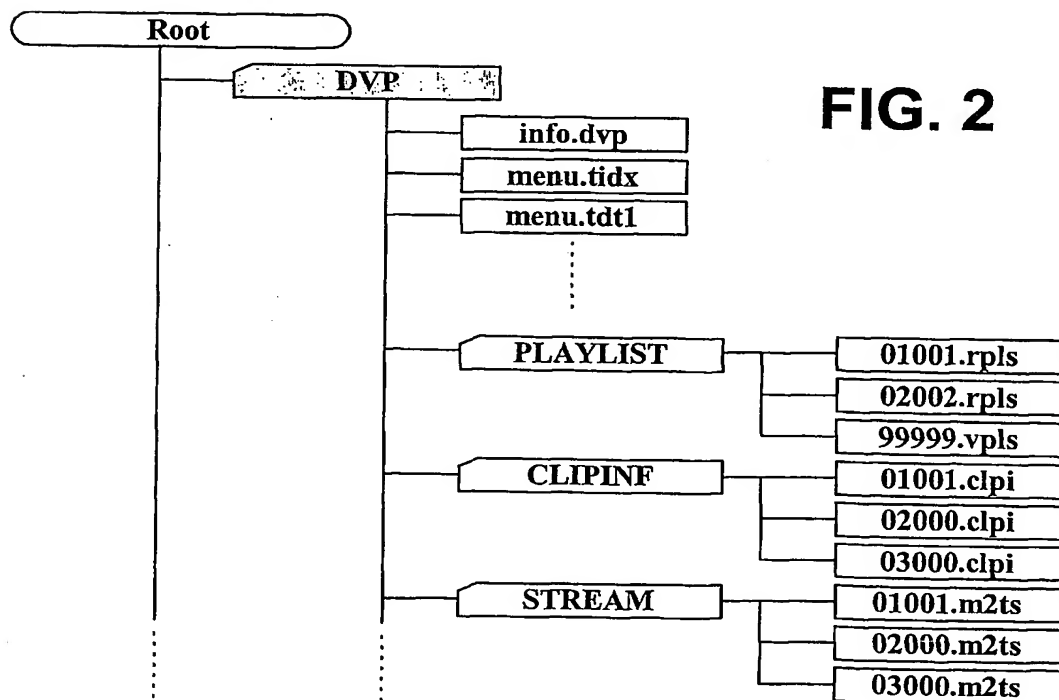 Root
DVP
FIG. 2
info.dvp
menu.tidx
menu.tdt1
PLAYLIST
01001.rpls
02002.rpls
99999.vpls
CLIPINF
01001.clpi
02000.clpi
03000.clpi
STREAM
01001.m2ts
02000.m2ts
03000.m2ts